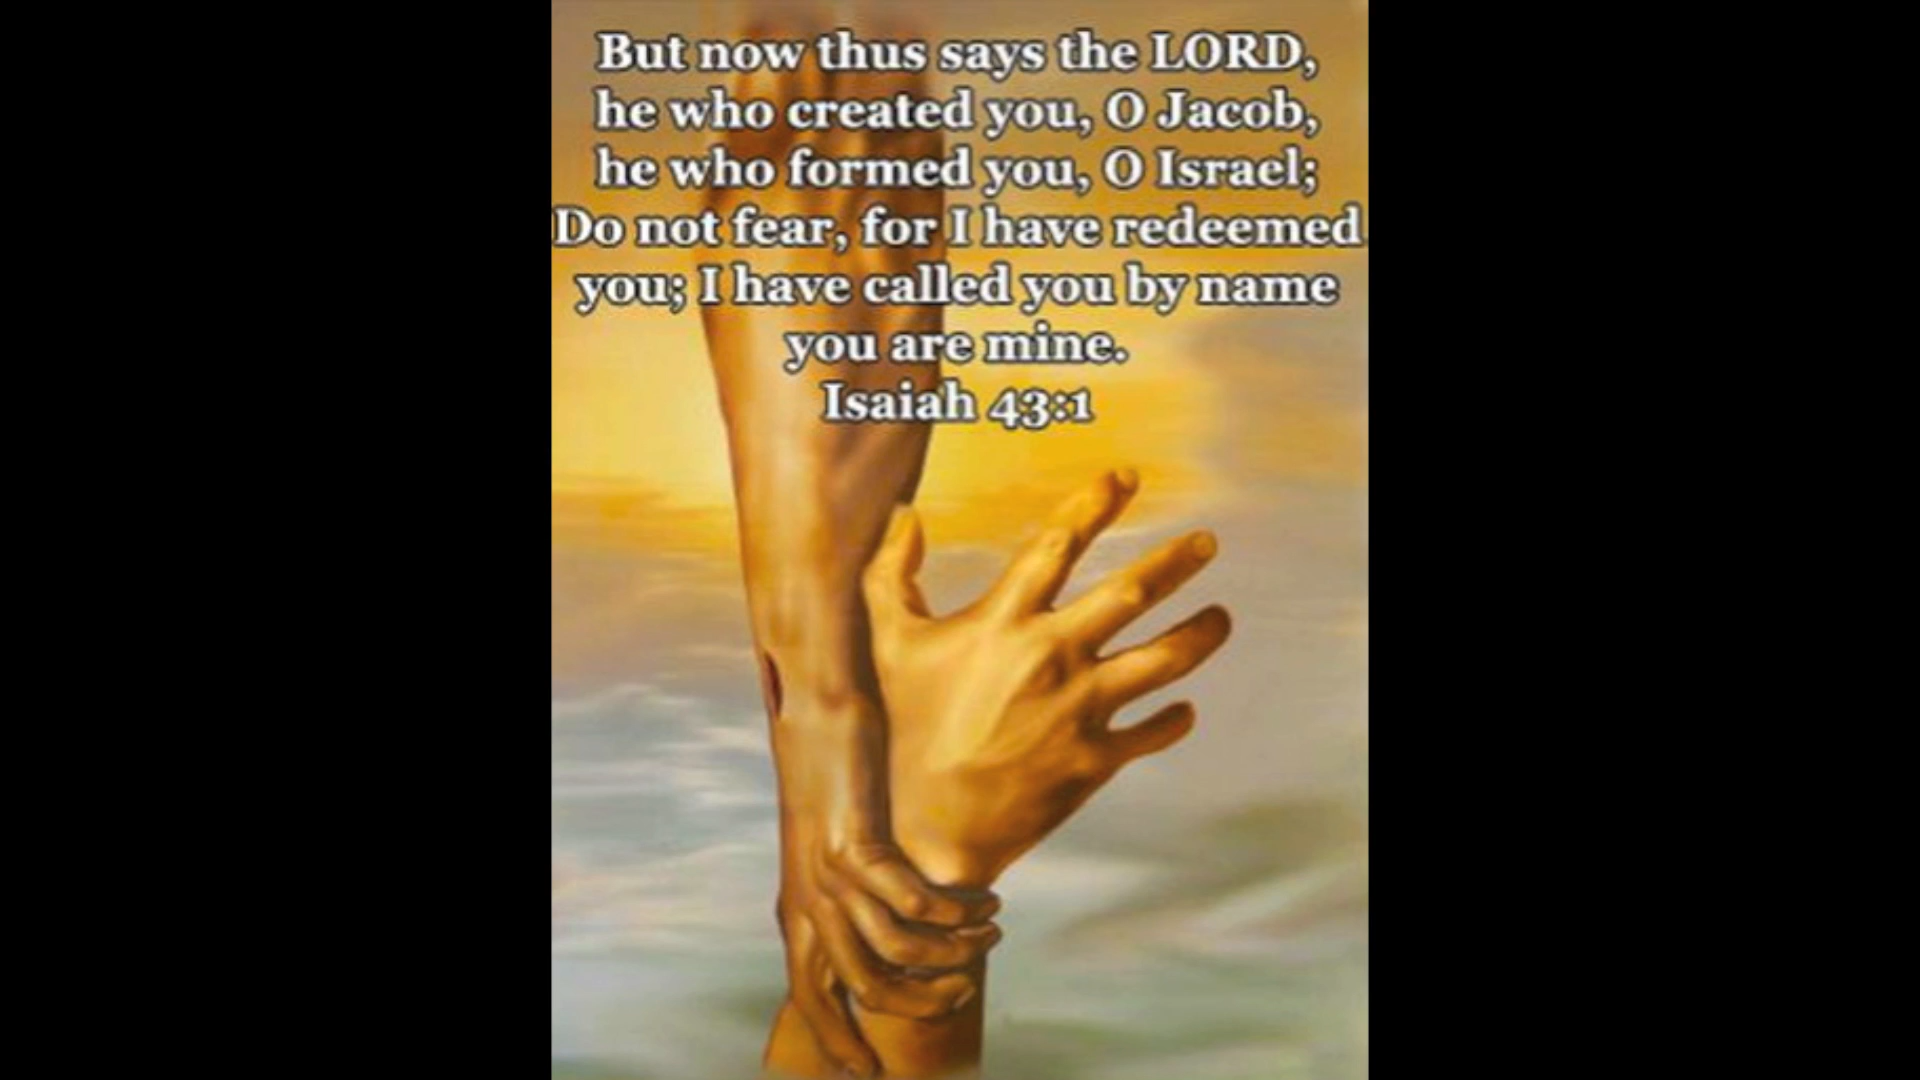 But now thus says the LORD,
he who created you, O Jacob,
he who formed you, O Israel;
Do not fear, for I have redeemed
you; I have called you by name
you are mine.
Isaiah 43:1